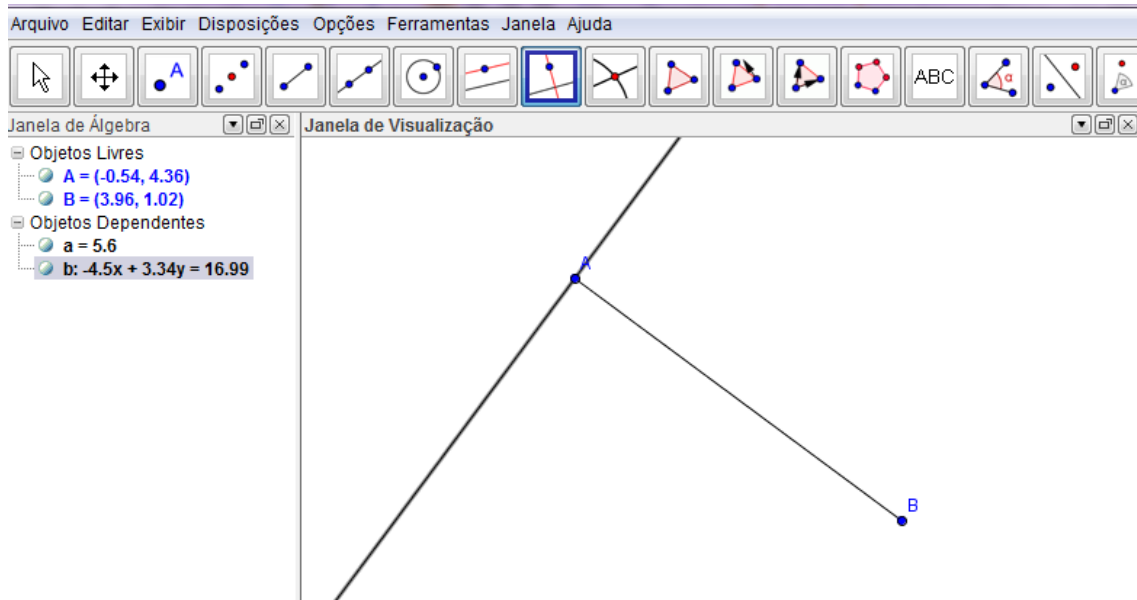 Arquivo Editar Exibir Disposições Opções Ferramentas Janela Ajuda
A ABC α α
Janela de Álgebra
Janela de Visualização
Objetos Livres
A = (-0.54, 4.36)
B = (3.96, 1.02)
Objetos Dependentes
a = 5.6
b: -4.5x + 3.34y = 16.99
A
B